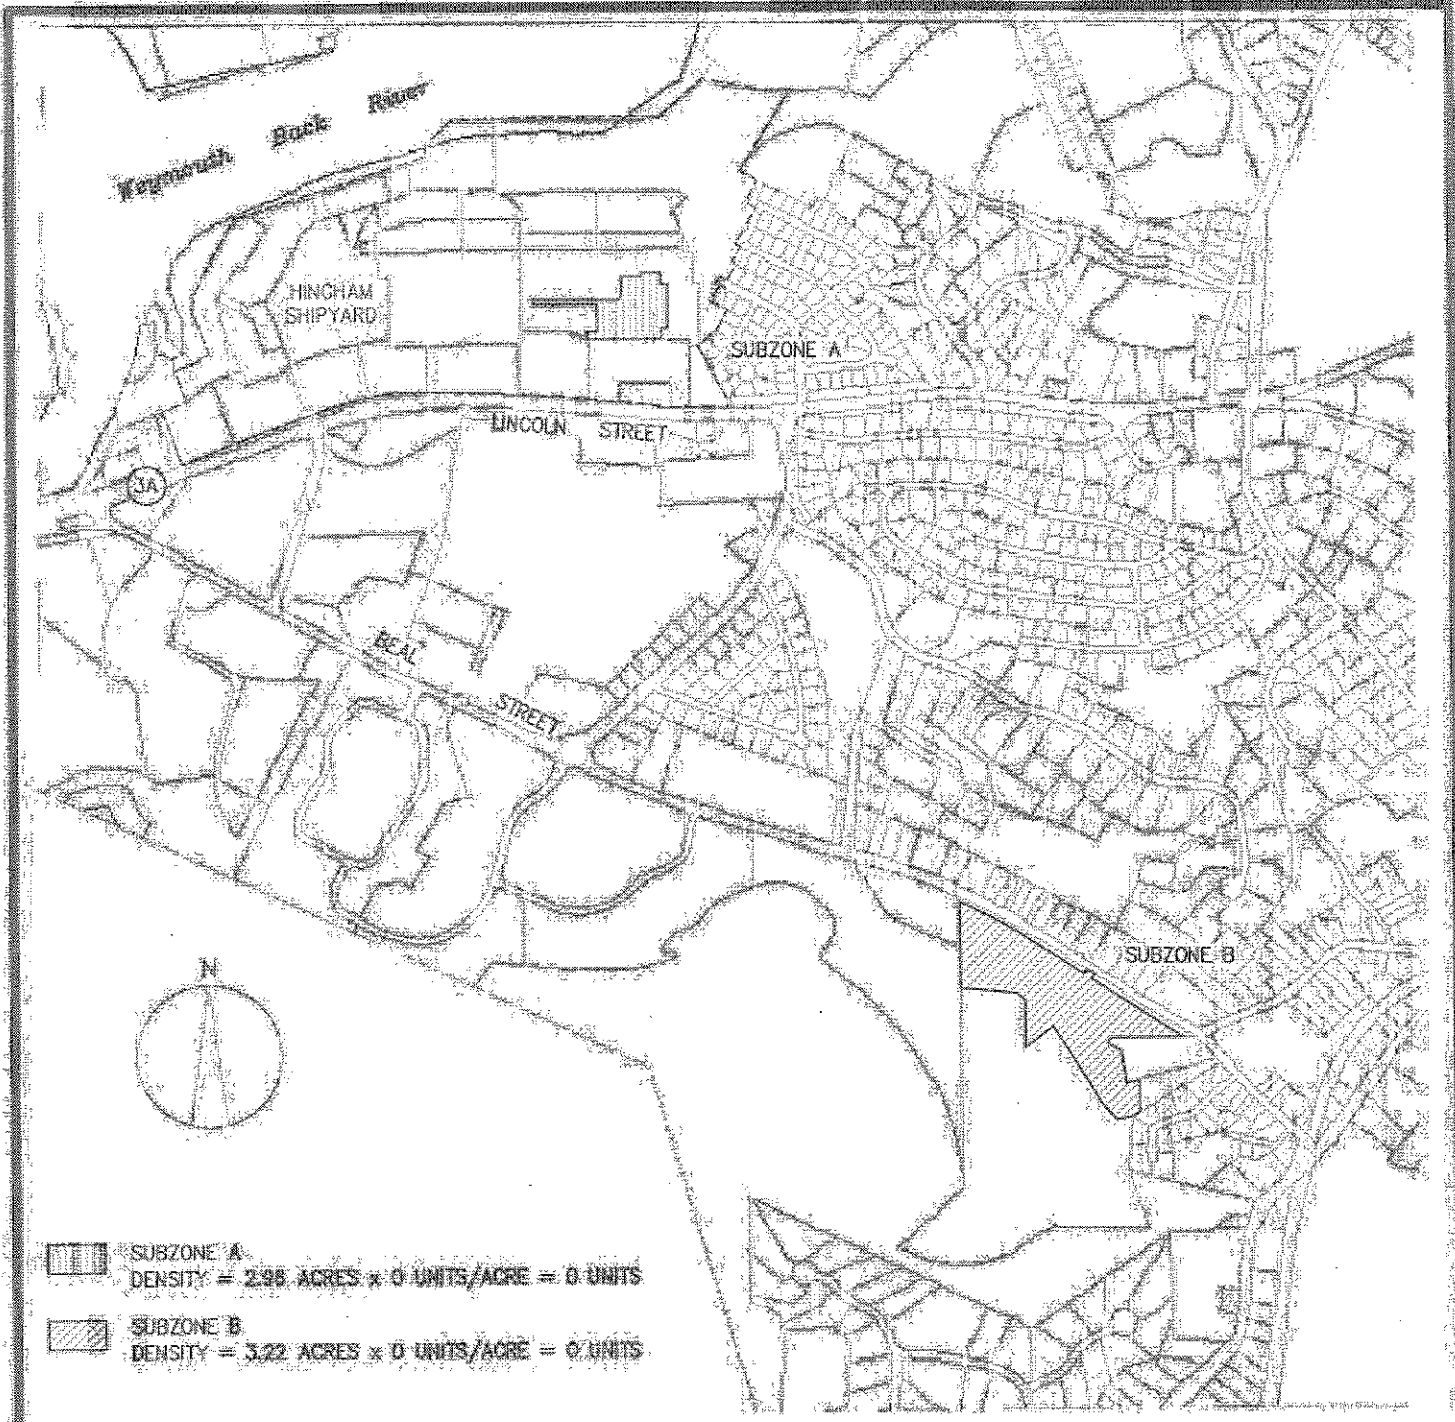 Weymouth Back River
HINGHAM
SHIPYARD
SUBZONE A
LINCOLN STREET
3A
BEAL
STREET
SUBZONE B
N
SUBZONE A
DENSITY = 2.98 ACRES x 0 UNITS/ACRE = 0 UNITS
SUBZONE B
DENSITY = 3.22 ACRES x 0 UNITS/ACRE = 0 UNITS